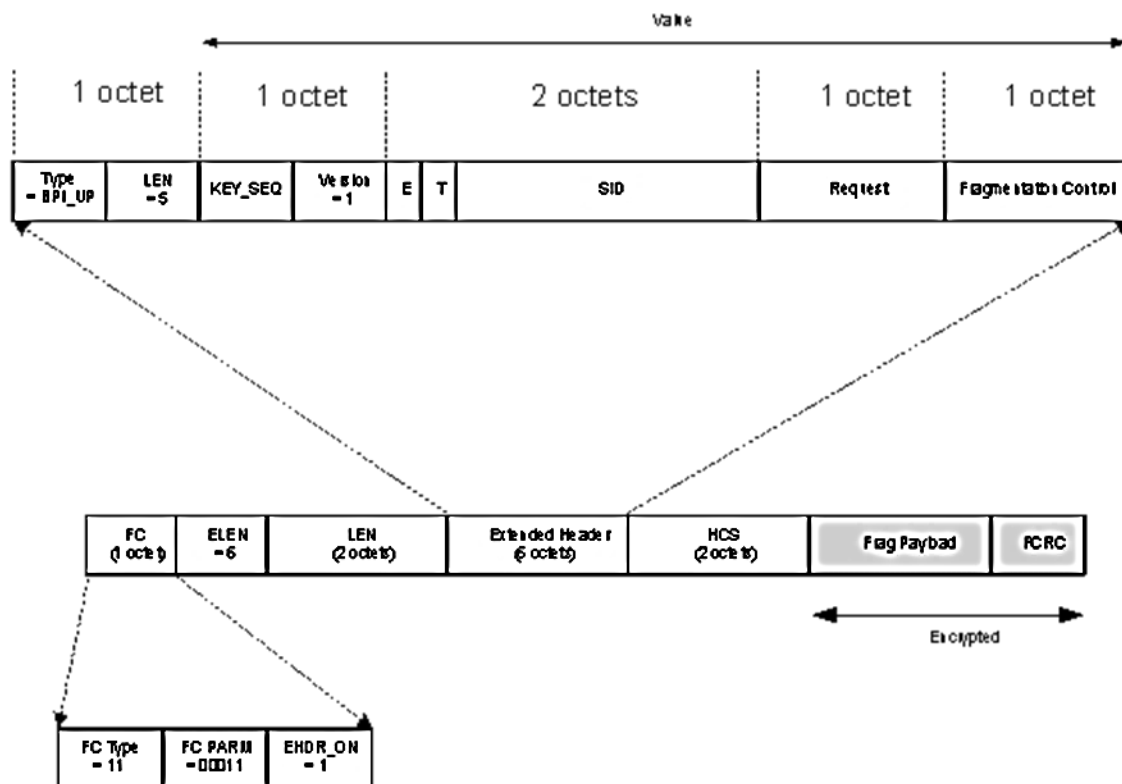 Value
1 octet 1 octet 2 octets 1 octet 1 octet
Type = BPI_UP
LEN =5
KEY_SEQ
Version =1
E
T
SID
Request
Fragmentation Control
FC (1 octet)
ELEN =6
LEN (2 octets)
Extended Header (6 octets)
HCS (2 octets)
Frag Payload
FCRC
Encrypted
FC Type = 11
FC PARM =00011
EHDR_ON = 1